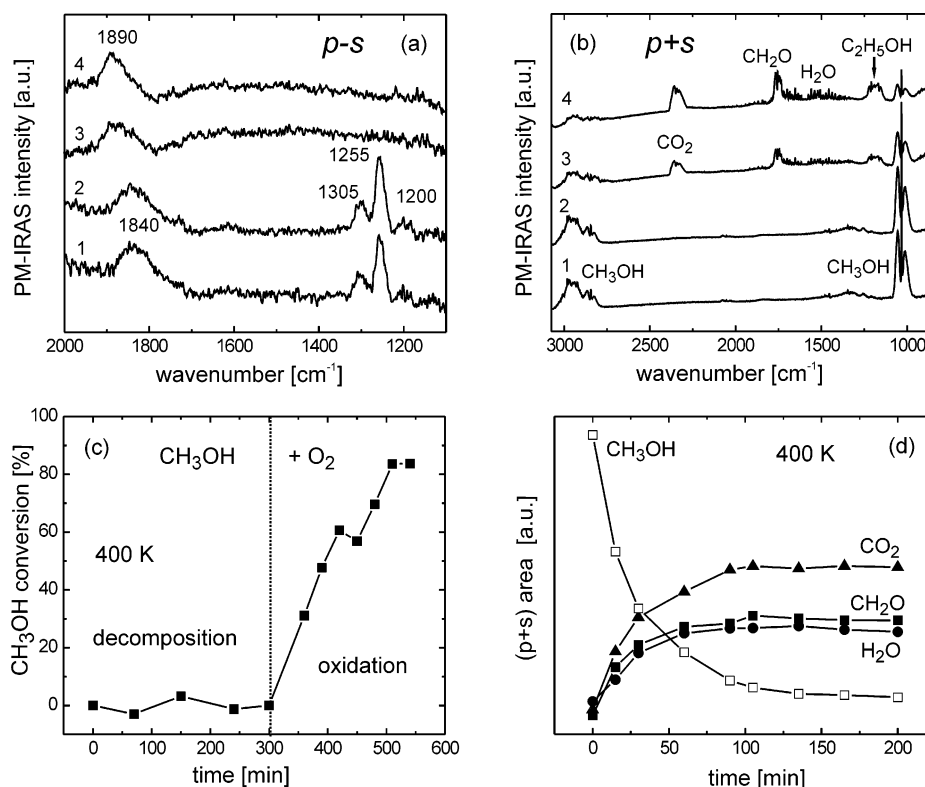 p-s (a)
1890
4
3
1255
2
1305
1200
1840
1
PM-IRAS intensity [a.u.]
2000 1800 1600 1400 1200
wavenumber [cm⁻¹]
p+s
(b)
C₂H₅OH
CH₂O
H₂O
4
CO₂
3
2
1
CH₃OH
CH₃OH
PM-IRAS intensity [a.u.]
3000 2500 2000 1500 1000
wavenumber [cm⁻¹]
(c) CH₃OH + O₂
400 K
decomposition
oxidation
CH₃OH conversion [%]
100
80
60
40
20
0
0 100 200 300 400 500 600
time [min]
CH₃OH 400 K (d)
CO₂
CH₂O
H₂O
(p+s) area [a.u.]
0 50 100 150 200
time [min]